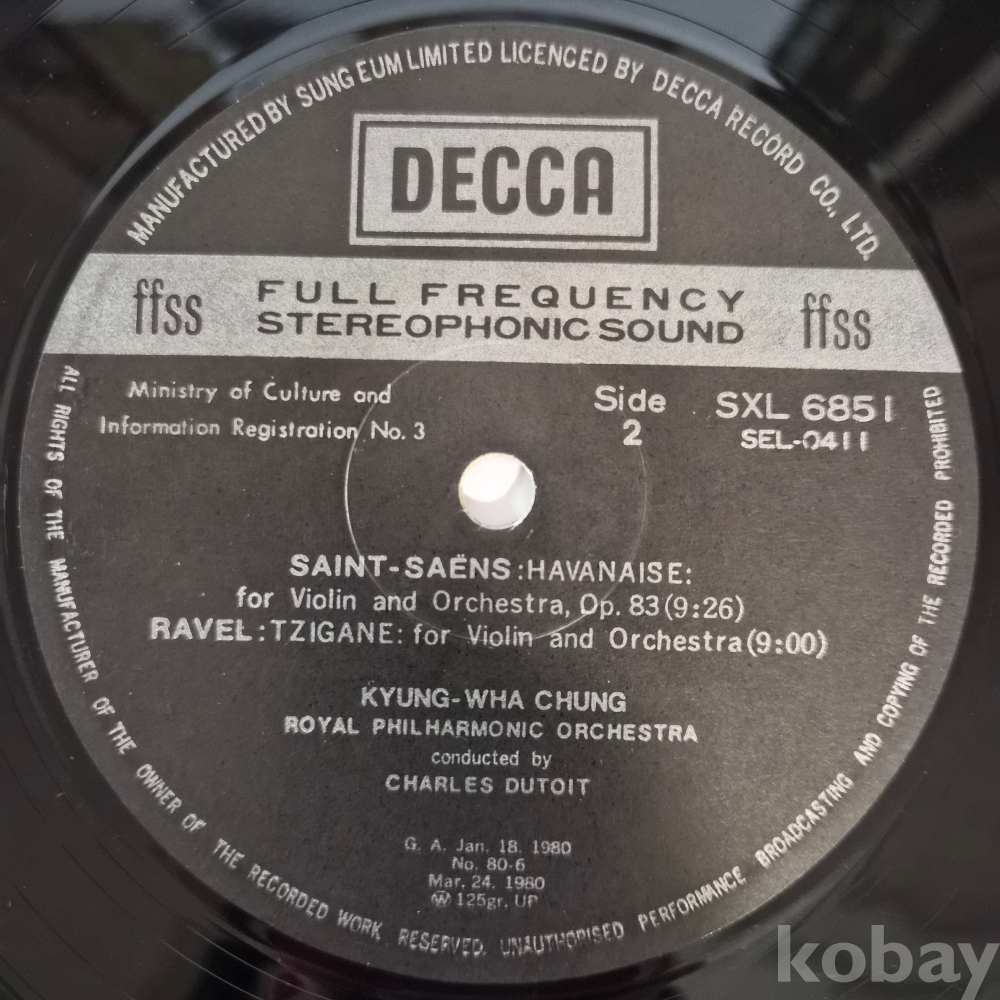 MANUFACTURED BY SUNG EUM LIMITED LICENCED BY DECCA RECORD CO., LTD.
DECCA
ffss FULL FREQUENCY STEREOPHONIC SOUND ffss
Ministry of Culture and
Information Registration No. 3
Side 2
SXL 6851
SEL-0411
SAINT-SAËNS:HAVANAISE:
for Violin and Orchestra, Op. 83(9:26)
RAVEL:TZIGANE: for Violin and Orchestra(9:00)
KYUNG-WHA CHUNG
ROYAL PHILHARMONIC ORCHESTRA
conducted by
CHARLES DUTOIT
G. A. Jan. 18. 1980
No. 80-6
Mar. 24. 1980
Ⓦ 125gr. UP
ALL RIGHTS OF THE MANUFACTURER OF THE OWNER OF THE RECORDED WORK RESERVED. UNAUTHORISED PERFORMANCE BROADCASTING AND COPYING OF THE RECORDED PROHIBITED
kobay